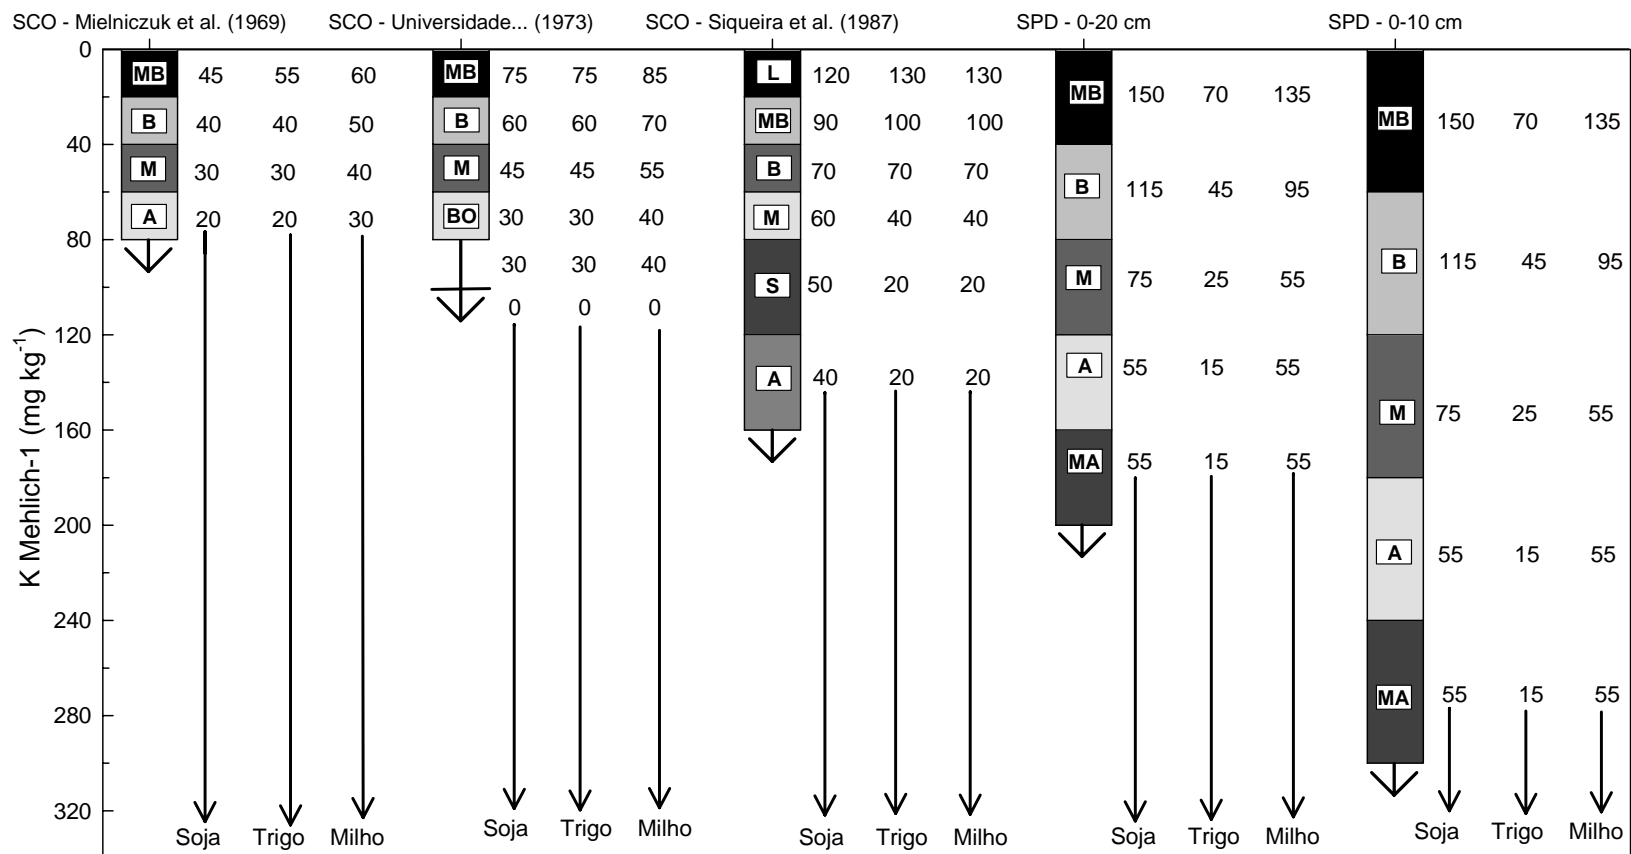 SCO - Mielniczuk et al. (1969) SCO - Universidade... (1973) SCO - Siqueira et al. (1987) SPD - 0-20 cm SPD - 0-10 cm
K Mehlich-1 (mg kg-1)
0
40
80
120
160
200
240
280
320
MB 45 55 60
B 40 40 50
M 30 30 40
A 20 20 30
Soja Trigo Milho
MB 75 75 85
B 60 60 70
M 45 45 55
BO 30 30 40
30 30 40
0 0 0
Soja Trigo Milho
L 120 130 130
MB 90 100 100
B 70 70 70
M 60 40 40
S 50 20 20
A 40 20 20
Soja Trigo Milho
MB 150 70 135
B 115 45 95
M 75 25 55
A 55 15 55
MA 55 15 55
Soja Trigo Milho
MB 150 70 135
B 115 45 95
M 75 25 55
A 55 15 55
MA 55 15 55
Soja Trigo Milho